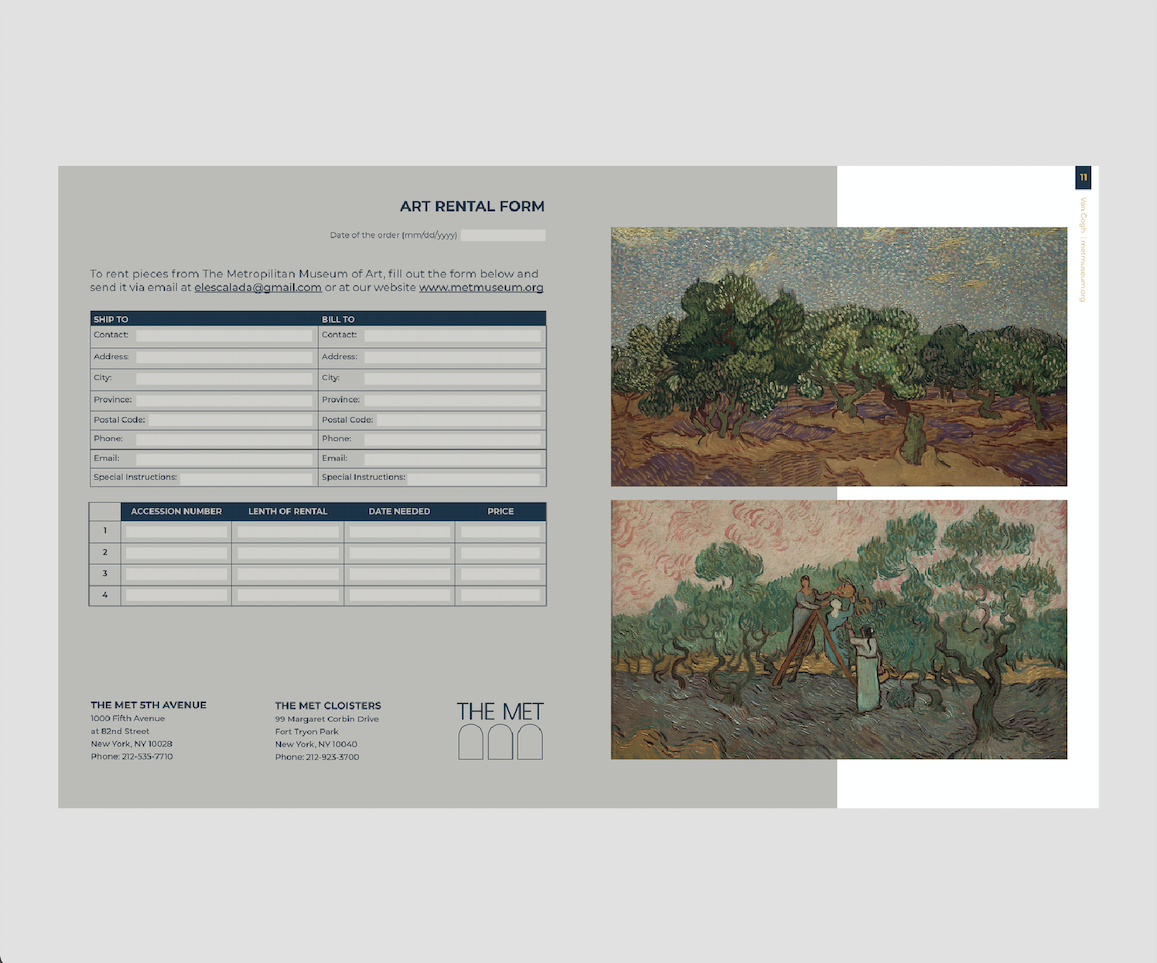 ART RENTAL FORM
Date of the order (mm/dd/yyyy)
To rent pieces from The Metropilitan Museum of Art, fill out the form below and
send it via email at elescalada@gmail.com or at our website www.metmuseum.org
SHIP TO BILL TO
Contact: Contact:
Address: Address:
City: City:
Province: Province:
Postal Code: Postal Code:
Phone: Phone:
Email: Email:
Special Instructions: Special Instructions:
ACCESSION NUMBER LENTH OF RENTAL DATE NEEDED PRICE
1
2
3
4
THE MET 5TH AVENUE
1000 Fifth Avenue
at 82nd Street
New York, NY 10028
Phone: 212-535-7710
THE MET CLOISTERS
99 Margaret Corbin Drive
Fort Tryon Park
New York, NY 10040
Phone: 212-923-3700
THE MET
11
Van Gogh | metmuseum.org